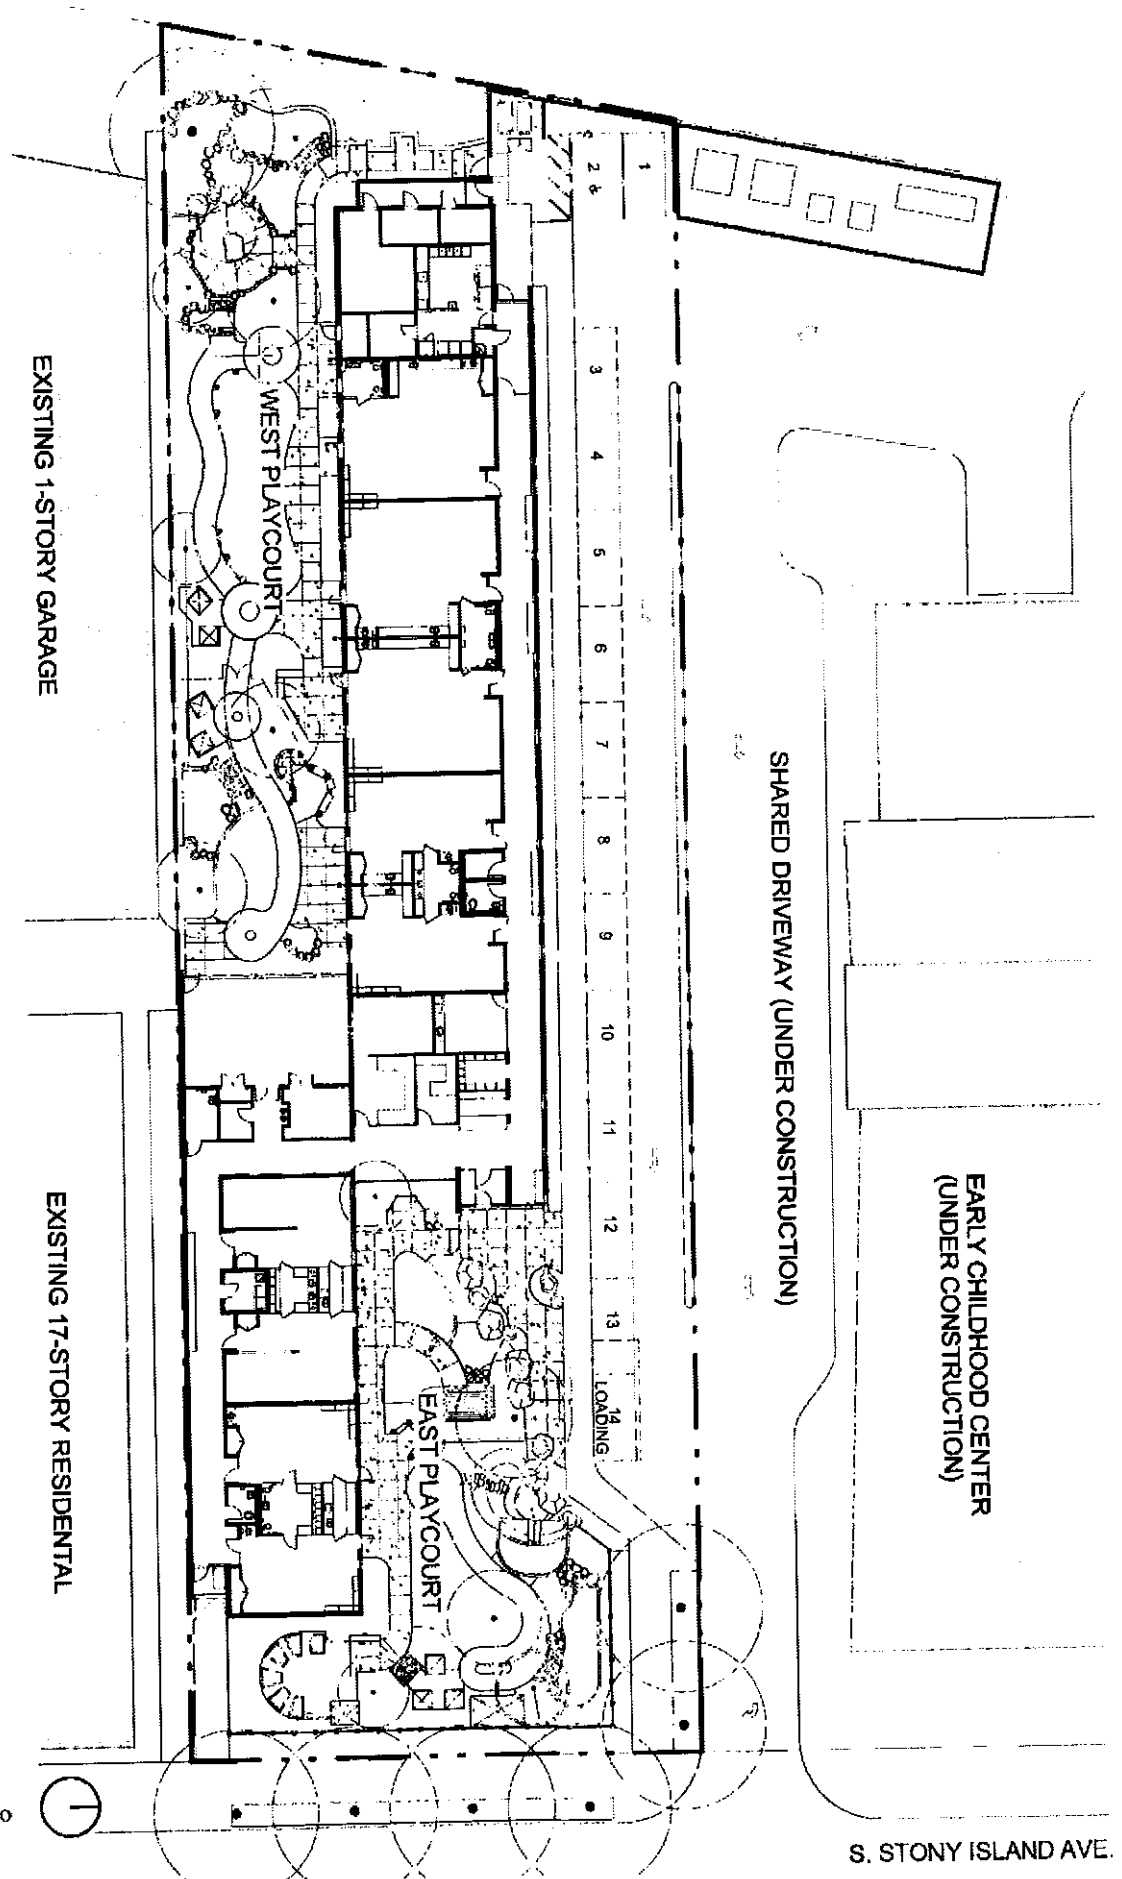 1
2
3
4
5
6
7
8
9
10
11
12
13
14
LOADING
WEST PLAYCOURT
EAST PLAYCOURT
EXISTING 1-STORY GARAGE
EXISTING 17-STORY RESIDENTAL
SHARED DRIVEWAY (UNDER CONSTRUCTION)
EARLY CHILDHOOD CENTER
(UNDER CONSTRUCTION)
S. STONY ISLAND AVE.